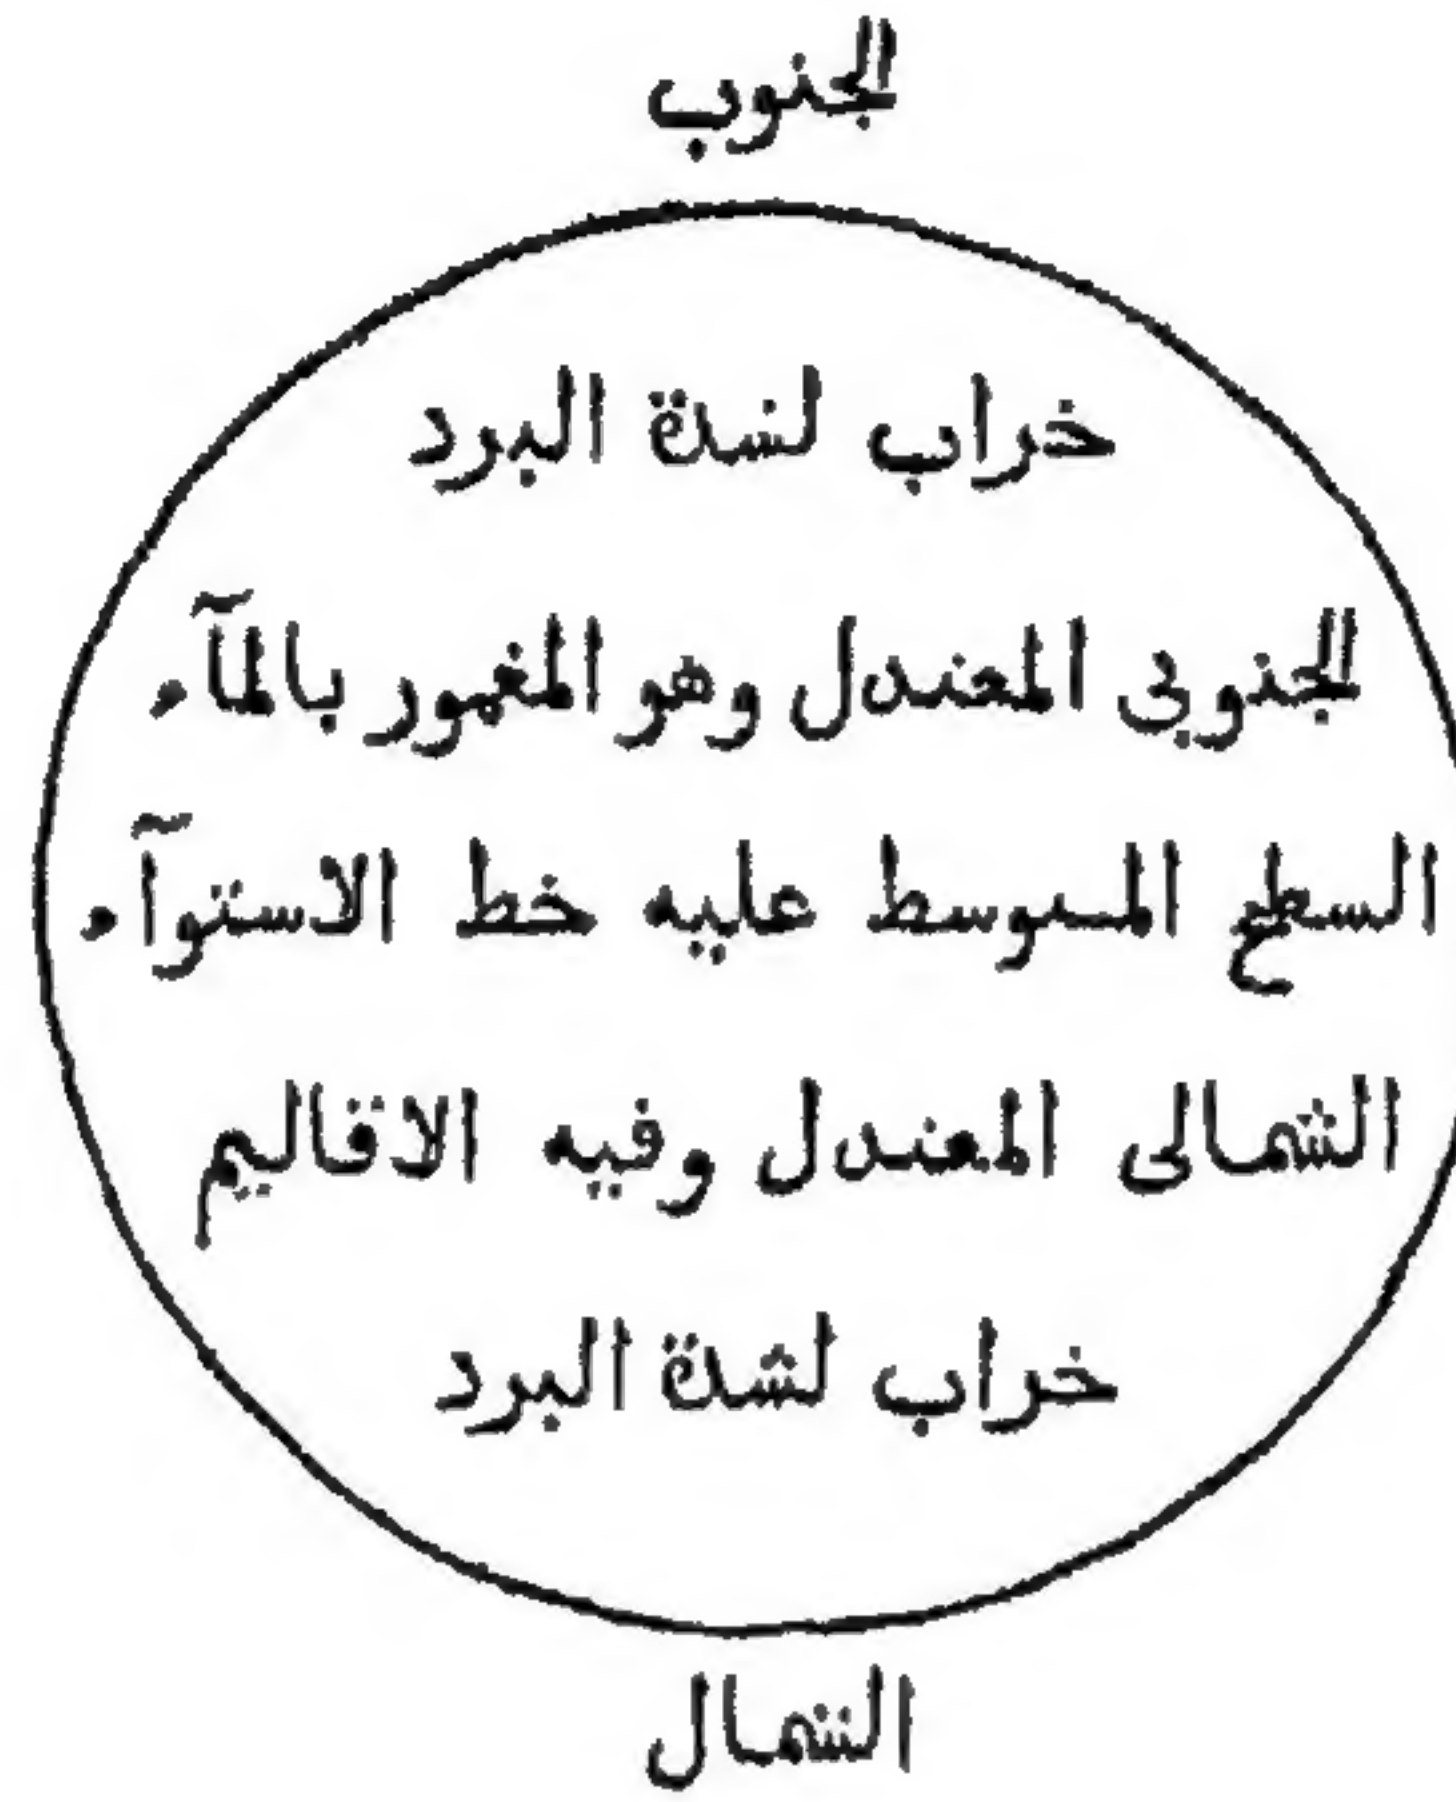 الجنوب
خراب لشدة البرد
الجنوبى المعتدل وهو المغمور بالمآء
السطح المتوسط عليه خط الاستوآء
الشمالى المعتدل وفيه الاقاليم
خراب لشدة البرد
الشمال